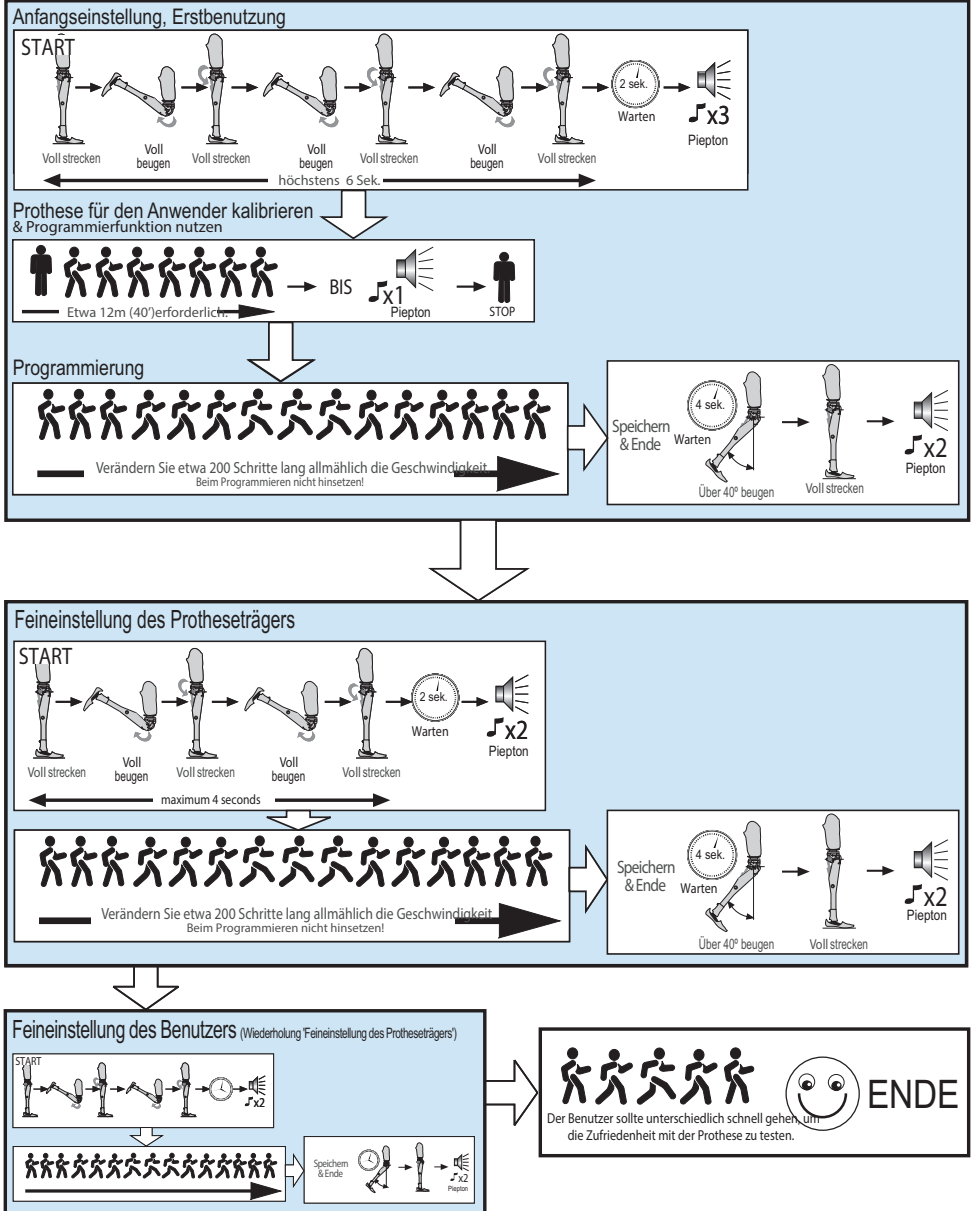 Anfangseinstellung, Erstbenutzung
START
2 sek.
Warten
♫x3
Piepton
Voll strecken
Voll
beugen
Voll strecken
Voll
beugen
Voll strecken
Voll
beugen
Voll strecken
höchstens 6 Sek.
Prothese für den Anwender kalibrieren
& Programmierfunktion nutzen
BIS
x1
Piepton
STOP
Etwa 12m (40')erforderlich.
Programmierung
Verändern Sie etwa 200 Schritte lang allmählich die Geschwindigkeit
Beim Programmieren nicht hinsetzen!
Speichern
& Ende
4 sek.
Warten
Über 40º beugen
Voll strecken
x2
Piepton
Feineinstellung des Protheseträgers
START
2 sek.
Warten
x2
Piepton
Voll strecken
Voll
beugen
Voll strecken
Voll
beugen
Voll strecken
maximum 4 seconds
Verändern Sie etwa 200 Schritte lang allmählich die Geschwindigkeit
Beim Programmieren nicht hinsetzen!
Speichern
& Ende
4 sek.
Warten
Über 40º beugen
Voll strecken
x2
Piepton
Feineinstellung des Benutzers (Wiederholung 'Feineinstellung des Protheseträgers')
START
x2
Speichern
& Ende
x2
Piepton
ENDE
Der Benutzer sollte unterschiedlich schnell gehen, um
die Zufriedenheit mit der Prothese zu testen.